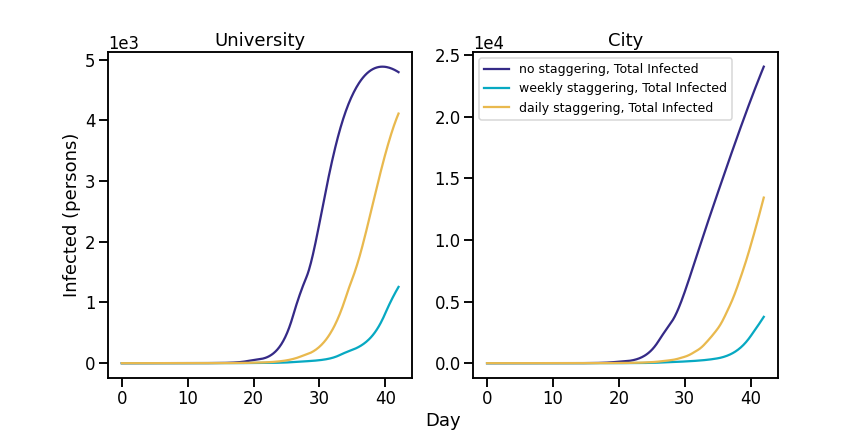 University
City
1e3
1e4
5
4
3
2
1
0
2.5
2.0
1.5
1.0
0.5
0.0
no staggering, Total Infected
weekly staggering, Total Infected
daily staggering, Total Infected
Infected (persons)
0 10 20 30 40
0 10 20 30 40
Day